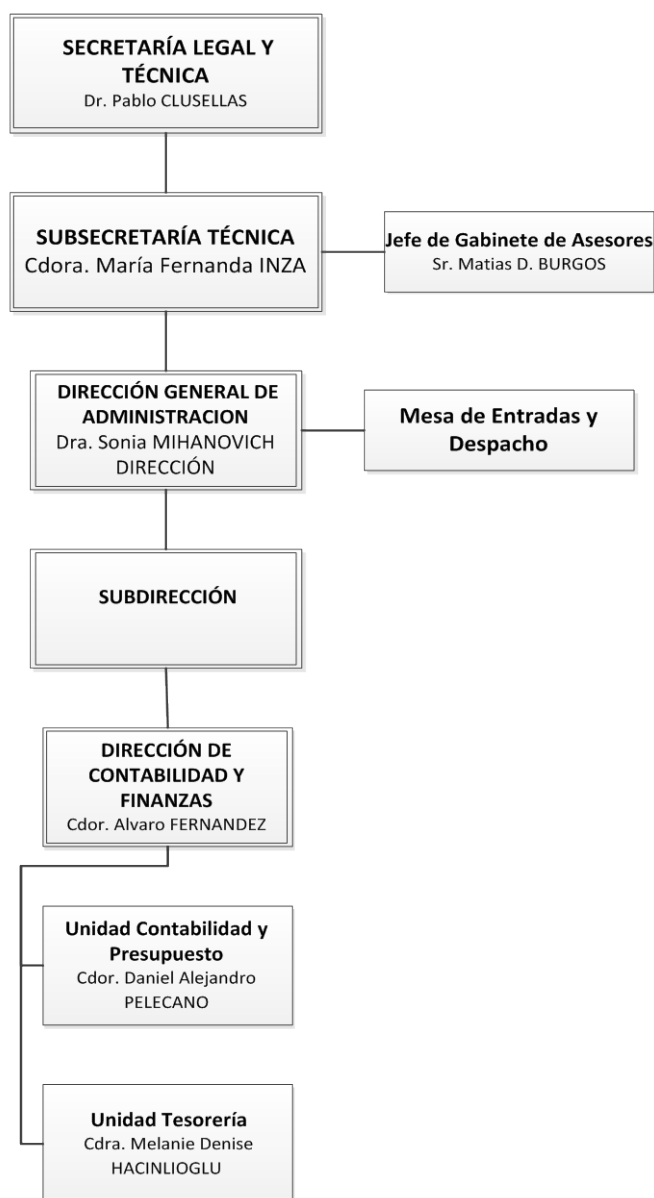 SECRETARÍA LEGAL Y
TÉCNICA
Dr. Pablo CLUSELLAS
SUBSECRETARÍA TÉCNICA
Cdora. María Fernanda INZA
Jefe de Gabinete de Asesores
Sr. Matias D. BURGOS
DIRECCIÓN GENERAL DE
ADMINISTRACION
Dra. Sonia MIHANOVICH
DIRECCIÓN
Mesa de Entradas y
Despacho
SUBDIRECCIÓN
DIRECCIÓN DE
CONTABILIDAD Y
FINANZAS
Cdor. Alvaro FERNANDEZ
Unidad Contabilidad y
Presupuesto
Cdor. Daniel Alejandro
PELECANO
Unidad Tesorería
Cdra. Melanie Denise
HACINLIOGLU